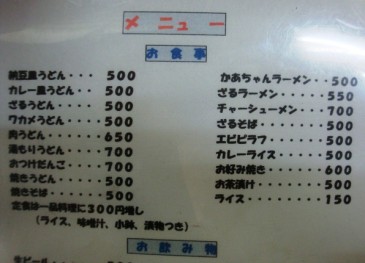 メニュー
お食事
納豆風うどん・・・ 500
カレー風うどん・・ 500
ざるうどん・・・・ 500
ワカメうどん・・・ 500
肉うどん・・・・・ 650
湯もりうどん・・・ 700
おつけだんご・・・ 700
焼きうどん・・・・ 500
焼きそば・・・・・ 500
定食は一品料理に300円増し
(ライス、味噌汁、小鉢、漬物つき)
かあちゃんラーメン・・500
ざるラーメン・・・・・550
チャーシューメン・・・700
ざるそば・・・・・・・500
エビピラフ・・・・・・500
カレーライス・・・・・500
お好み焼き・・・・・・600
お茶漬け・・・・・・・500
ライス・・・・・・・・150
お飲み物
生ビール